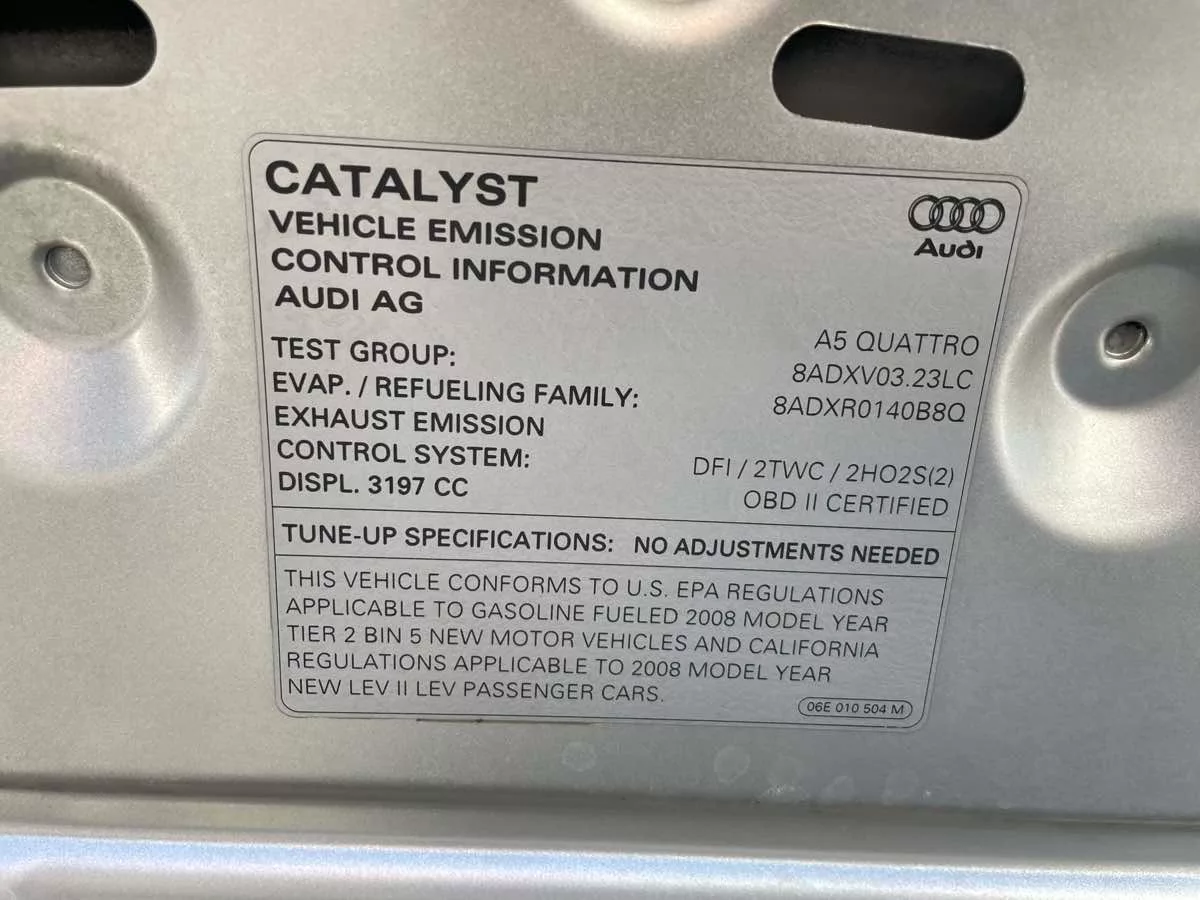 CATALYST
VEHICLE EMISSION
CONTROL INFORMATION
AUDI AG
Audi
A5 QUATTRO
TEST GROUP: 8ADXV03.23LC
EVAP. / REFUELING FAMILY: 8ADXR0140B8Q
EXHAUST EMISSION
CONTROL SYSTEM: DFI / 2TWC / 2HO2S(2)
DISPL. 3197 CC OBD II CERTIFIED
TUNE-UP SPECIFICATIONS: NO ADJUSTMENTS NEEDED
THIS VEHICLE CONFORMS TO U.S. EPA REGULATIONS
APPLICABLE TO GASOLINE FUELED 2008 MODEL YEAR
TIER 2 BIN 5 NEW MOTOR VEHICLES AND CALIFORNIA
REGULATIONS APPLICABLE TO 2008 MODEL YEAR
NEW LEV II LEV PASSENGER CARS.
06E 010 504 M